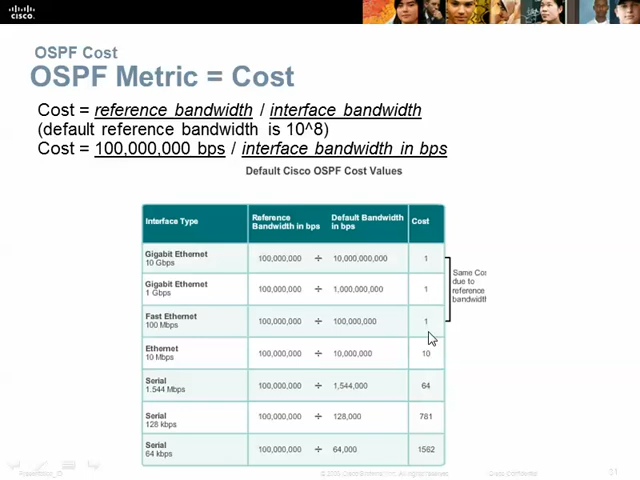 CISCO
OSPF Cost
OSPF Metric = Cost
Cost = reference bandwidth / interface bandwidth
(default reference bandwidth is 10^8)
Cost = 100,000,000 bps / interface bandwidth in bps
Default Cisco OSPF Cost Values
Interface Type Reference Bandwidth in bps Default Bandwidth in bps Cost
Gigabit Ethernet
10 Gbps 100,000,000 ÷ 10,000,000,000 1
Gigabit Ethernet
1 Gbps 100,000,000 ÷ 1,000,000,000 1
Fast Ethernet
100 Mbps 100,000,000 ÷ 100,000,000 1
Ethernet
10 Mbps 100,000,000 ÷ 10,000,000 10
Serial
1.544 Mbps 100,000,000 ÷ 1,544,000 64
Serial
128 kbps 100,000,000 ÷ 128,000 781
Serial
64 kbps 100,000,000 ÷ 64,000 1562
Same Cos
due to
reference
bandwidth
Presentation_ID
Cisco Confidential
31